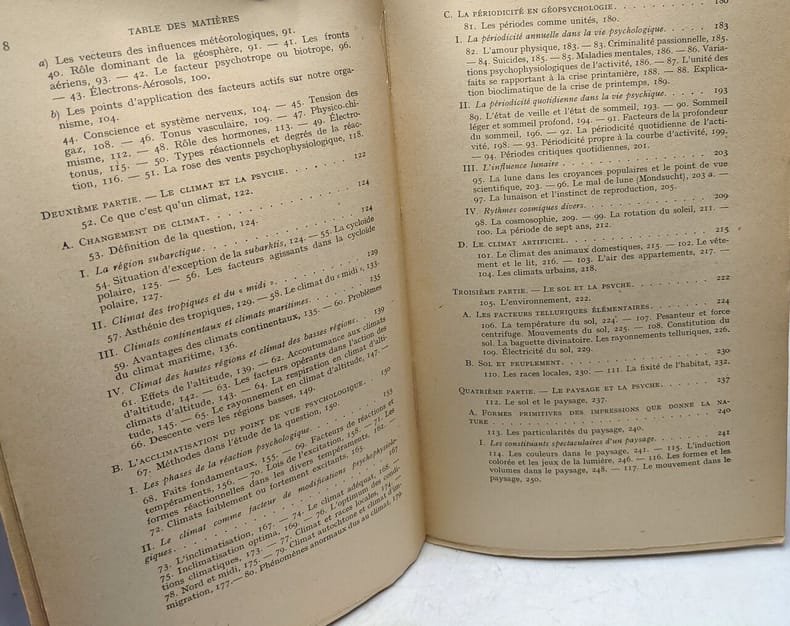 8
TABLE DES MATIÈRES
a) Les vecteurs des influences météorologiques, 91.
40. Rôle dominant de la géosphère, 91. — 41. Les fronts
aériens, 93. — 42. Le facteur psychotrope ou biotrope, 96.
— 43. Électrons-Aérosols, 100.
b) Les points d'application des facteurs actifs sur notre orga-
nisme, 104.
44. Conscience et système nerveux, 104. — 45. Tension des
gaz, 108. — 46. Tonus vasculaire, 109. — 47. Physico-chi-
misme, 112. — 48. Rôle des hormones, 113. — 49. Électro-
tonus, 115. — 50. Types réactionnels et degrés de la réac-
tion, 116. — 51. La rose des vents psychophysiologique, 118.
DEUXIÈME PARTIE. — LE CLIMAT ET LA PSYCHE. . . . . . . 122
52. Ce que c'est qu'un climat, 122.
A. CHANGEMENT DE CLIMAT. . . . . . . . . . . . . 124
53. Définition de la question, 124.
I. La région subarctique. . . . . . . . . . . . . 124
54. Situation d'exception de la subarktis, 124. — 55. La cycloïde
polaire, 125. — 56. Les facteurs agissants dans la cycloïde
polaire, 127.
II. Climat des tropiques et du « midi ». . . . . . . . 129
57. Asthénie des tropiques, 129. — 58. Le climat du « midi », 133.
III. Climats continentaux et climats maritimes. . . . . . 135
59. Avantages des climats continentaux, 135. — 60. Problèmes
du climat maritime, 136.
IV. Climat des hautes régions et climat des basses régions. . 139
61. Effets de l'altitude, 139. — 62. Accoutumance aux climats
d'altitude, 142. — 63. Les facteurs opérants dans l'action des
climats d'altitude, 143. — 64. La respiration en climat d'alti-
tude, 145. — 65. Le rayonnement en climat d'altitude, 147. —
66. Descente vers les régions basses, 149.
B. L'ACCLIMATISATION DU POINT DE VUE PSYCHOLOGIQUE. . . . 150
67. Méthodes dans l'étude de la question, 150.
I. Les phases de la réaction psychologique. . . . . . 155
68. Faits fondamentaux, 155. — 69. Facteurs de réactions et
tempéraments, 156. — 70. Lois de l'excitation, 158. — 71. Les
formes réactionnelles dans les divers tempéraments, 162. —
72. Climats faiblement ou fortement excitants, 165.
II. Le climat comme facteur de modifications psychophysiolo-
giques. . . . . . . . . . . . . 167
73. L'inclimatisation, 167. — 74. Le climat adéquat, 168. —
75. Inclimatisation optima, 169. — 76. L'optimum des condi-
tions climatiques, 173. — 77. Climat et races locales, 174. —
78. Nord et midi, 175. — 79. Climat autochtone et climat d'im-
migration, 177. — 80. Phénomènes anormaux dus au climat, 179.
C. LA PÉRIODICITÉ EN GÉOPSYCHOLOGIE. . . . . . . . 180
81. Les périodes comme unités, 180.
I. La périodicité annuelle dans la vie psychologique. . . . 183
82. L'amour physique, 183. — 83. Criminalité passionnelle, 185.
— 84. Suicides, 185. — 85. Maladies mentales, 186. — 86. Varia-
tions psychophysiologiques de l'activité, 186. — 87. L'unité des
faits se rapportant à la crise printanière, 188. — 88. Explica-
tion bioclimatique de la crise de printemps, 189.
II. La périodicité quotidienne dans la vie psychique. . . . . 193
89. L'état de veille et l'état de sommeil, 193. — 90. Sommeil
léger et sommeil profond, 194. — 91. Facteurs de la profondeur
du sommeil, 196. — 92. La périodicité quotidienne de l'acti-
vité, 198. — 93. Périodicité propre à la courbe d'activité, 199.
— 94. Périodes critiques quotidiennes, 201.
III. L'influence lunaire. . . . . . . . . . . . . 203
95. La lune dans les croyances populaires et le point de vue
scientifique, 203. — 96. Le mal de lune (Mondsucht), 203 a. —
97. La lunaison et l'instinct de reproduction, 205.
IV. Rythmes cosmiques divers. . . . . . . . . . . 209
98. La cosmosophie, 209. — 99. La rotation du soleil, 211. —
100. La période de sept ans, 212.
D. LE CLIMAT ARTIFICIEL. . . . . . . . . . . . . 215
101. Le climat des animaux domestiques, 215. — 102. Le vête-
ment et le lit, 216. — 103. L'air des appartements, 217. —
104. Les climats urbains, 218.
TROISIÈME PARTIE. — LE SOL ET LA PSYCHE. . . . . . . . 222
105. L'environnement, 222.
A. LES FACTEURS TELLURIQUES ÉLÉMENTAIRES. . . . . . . 224
106. La température du sol, 224. — 107. Pesanteur et force
centrifuge. Mouvements du sol, 225. — 108. Constitution du
sol. La baguette divinatoire. Les rayonnements telluriques, 226.
109. Électricité du sol, 229.
B. SOL ET PEUPLEMENT. . . . . . . . . . . . . 230
110. Les races locales, 230. — 111. La fixité de l'habitat, 232.
QUATRIÈME PARTIE. — LE PAYSAGE ET LA PSYCHE. . . . . . 237
112. Le sol et le paysage, 237.
A. FORMES PRIMITIVES DES IMPRESSIONS QUE DONNE LA NA-
TURE . . . . . . . . . . . . . 240
113. Les particularités du paysage, 240.
I. Les constituants spectaculaires d'un paysage. . . . . . 241
114. Les couleurs dans le paysage, 241. — 115. L'induction
colorée et les jeux de la lumière, 246. — 116. Les formes et les
volumes dans le paysage, 248. — 117. Le mouvement dans le
paysage, 250.